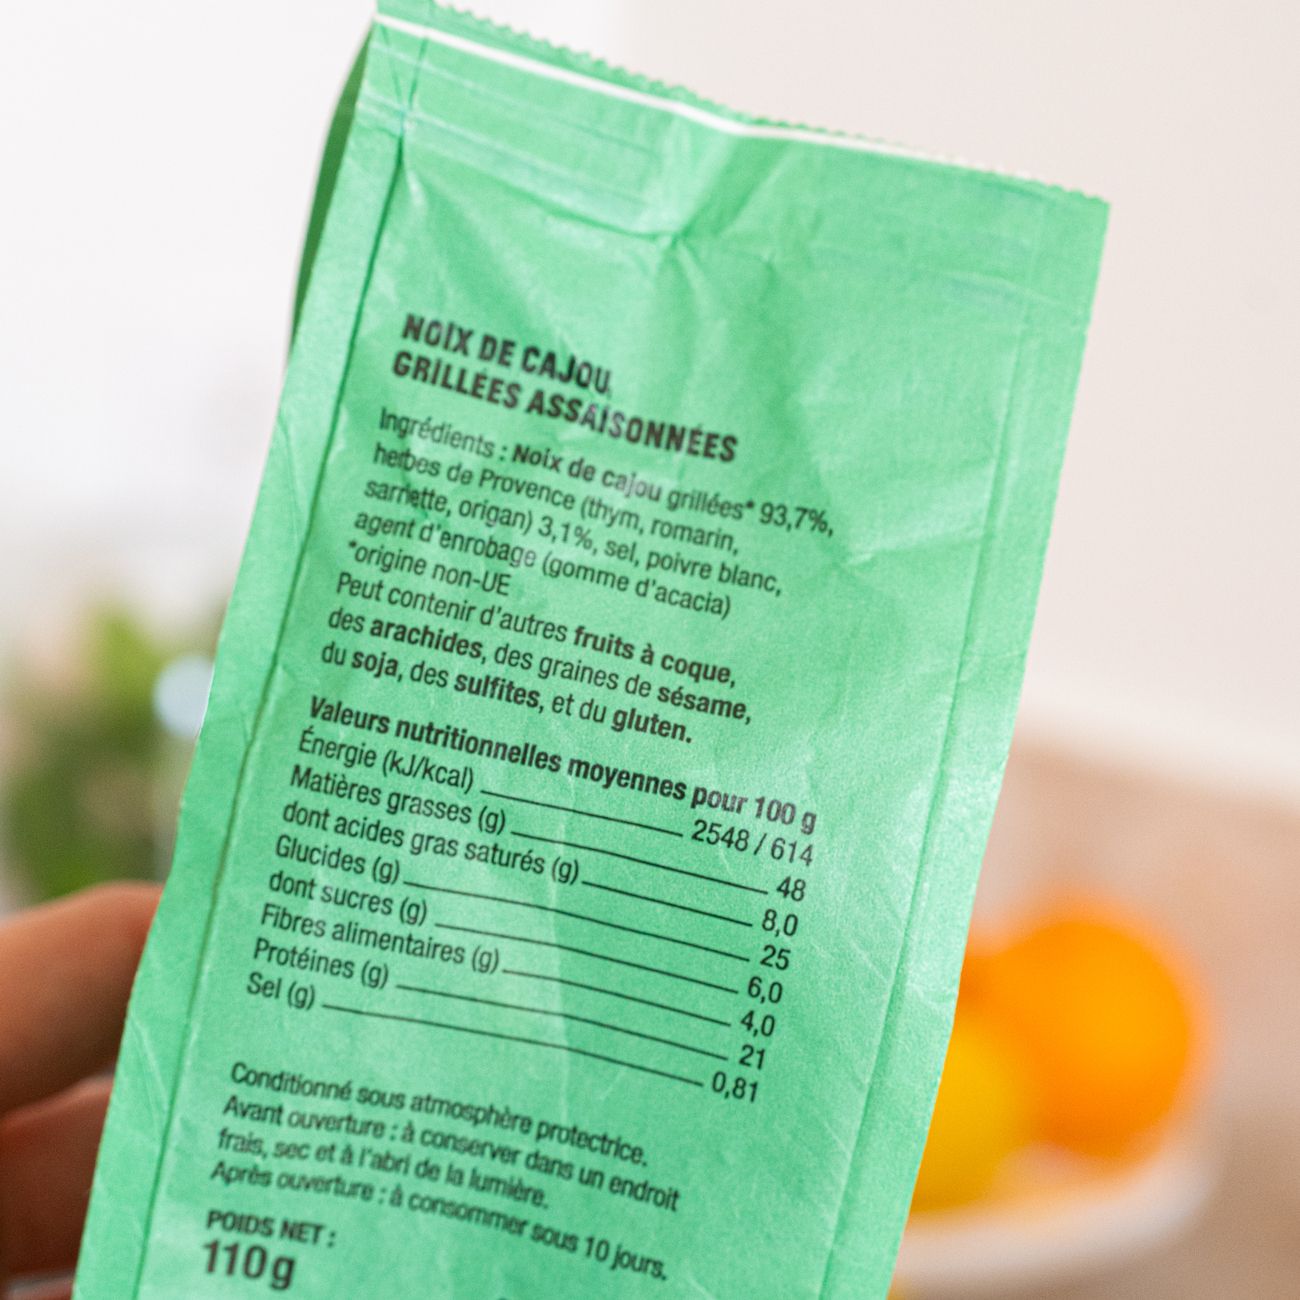 NOIX DE CAJOU
GRILLÉES ASSAISONNÉES
Ingrédients : Noix de cajou grillées* 93,7%,
herbes de Provence (thym, romarin,
sarriette, origan) 3,1%, sel, poivre blanc,
agent d'enrobage (gomme d'acacia)
*origine non-UE
Peut contenir d'autres fruits à coque,
des arachides, des graines de sésame,
du soja, des sulfites, et du gluten.
Valeurs nutritionnelles moyennes pour 100 g
Énergie (kJ/kcal) 2548 / 614
Matières grasses (g) 48
dont acides gras saturés (g) 8,0
Glucides (g) 25
dont sucres (g) 6,0
Fibres alimentaires (g) 4,0
Protéines (g) 21
Sel (g) 0,81
Conditionné sous atmosphère protectrice.
Avant ouverture : à conserver dans un endroit
frais, sec et à l'abri de la lumière.
Après ouverture : à consommer sous 10 jours.
POIDS NET :
110g